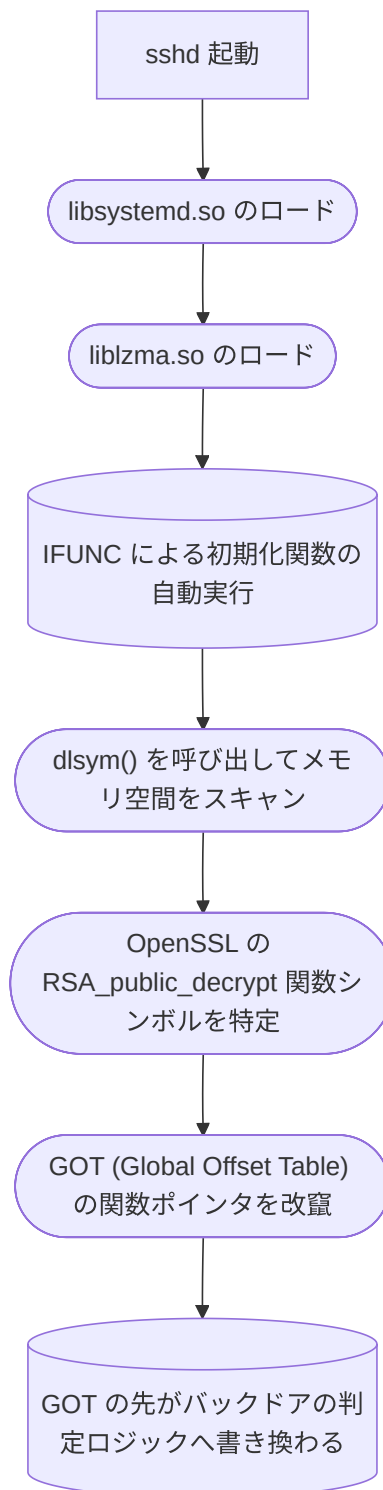 sshd 起動
libsystemd.so のロード
liblzma.so のロード
IFUNC による初期化関数の
自動実行
dlsym() を呼び出してメモ
リ空間をスキャン
OpenSSL の
RSA_public_decrypt 関数シ
ンボルを特定
GOT (Global Offset Table)
の関数ポインタを改竄
GOT の先がバックドアの判
定ロジックへ書き換わる